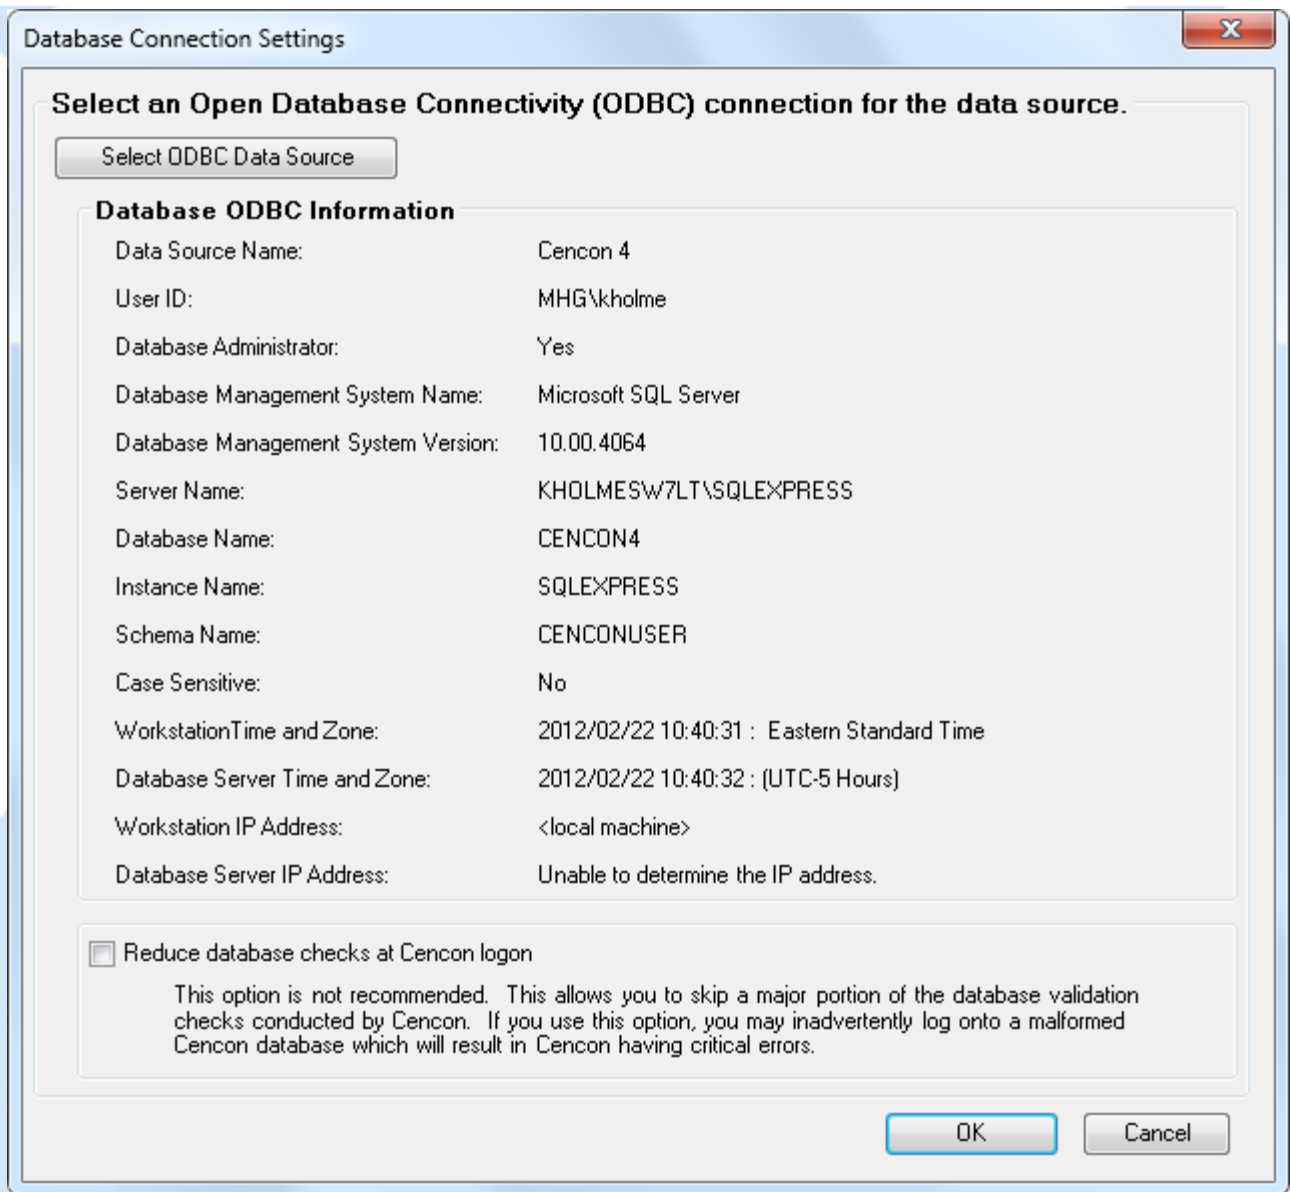 Database Connection Settings
Select an Open Database Connectivity (ODBC) connection for the data source.
Select ODBC Data Source
Database ODBC Information
Data Source Name: Cencon 4
User ID: MHG\kholme
Database Administrator: Yes
Database Management System Name: Microsoft SQL Server
Database Management System Version: 10.00.4064
Server Name: KHOLMESW7LT\SQLEXPRESS
Database Name: CENCON4
Instance Name: SQLEXPRESS
Schema Name: CENCONUSER
Case Sensitive: No
WorkstationTime and Zone: 2012/02/22 10:40:31 : Eastern Standard Time
Database Server Time and Zone: 2012/02/22 10:40:32 : (UTC-5 Hours)
Workstation IP Address: <local machine>
Database Server IP Address: Unable to determine the IP address.
Reduce database checks at Cencon logon
This option is not recommended. This allows you to skip a major portion of the database validation
checks conducted by Cencon. If you use this option, you may inadvertently log onto a malformed
Cencon database which will result in Cencon having critical errors.
OK Cancel